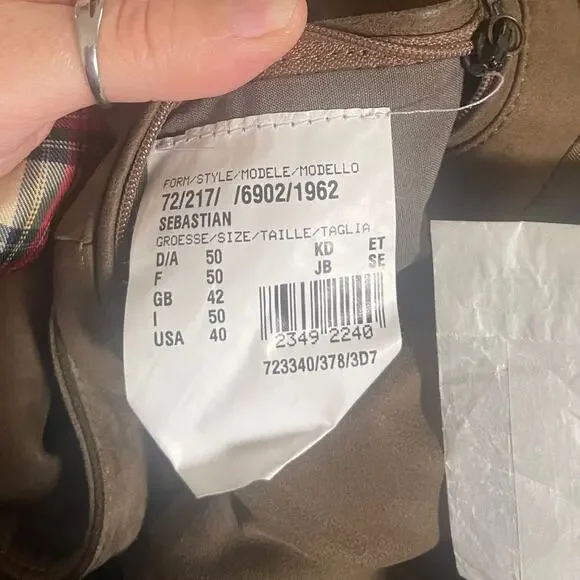 FORM/STYLE/MODELE/MODELLO
72/217/ /6902/1962
SEBASTIAN
GROESSE/SIZE/TAILLE/TAGLIA
D/A 50 KD ET
F 50 JB SE
GB 42
I 50
USA 40
2349 2240
723340/378/3D7